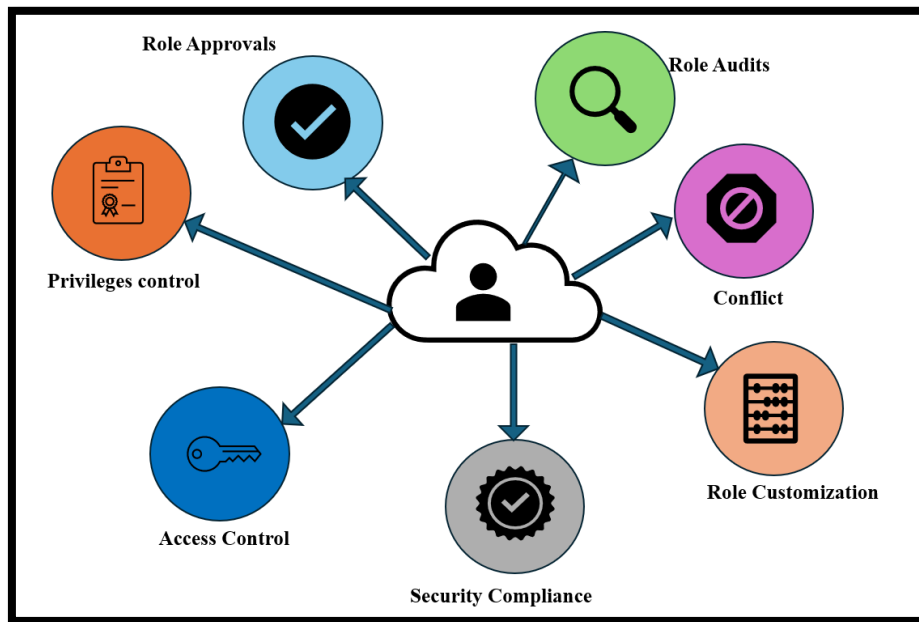 Role Approvals
Role Audits
Privileges control
Conflict
Access Control
Role Customization
Security Compliance